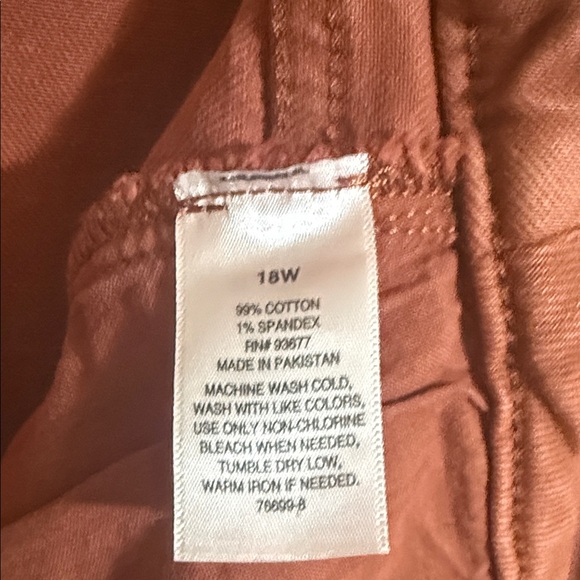 18W
99% COTTON
1% SPANDEX
RN# 93677
MADE IN PAKISTAN
MACHINE WASH COLD,
WASH WITH LIKE COLORS,
USE ONLY NON-CHLORINE
BLEACH WHEN NEEDED,
TUMBLE DRY LOW,
WARM IRON IF NEEDED.
76699-8